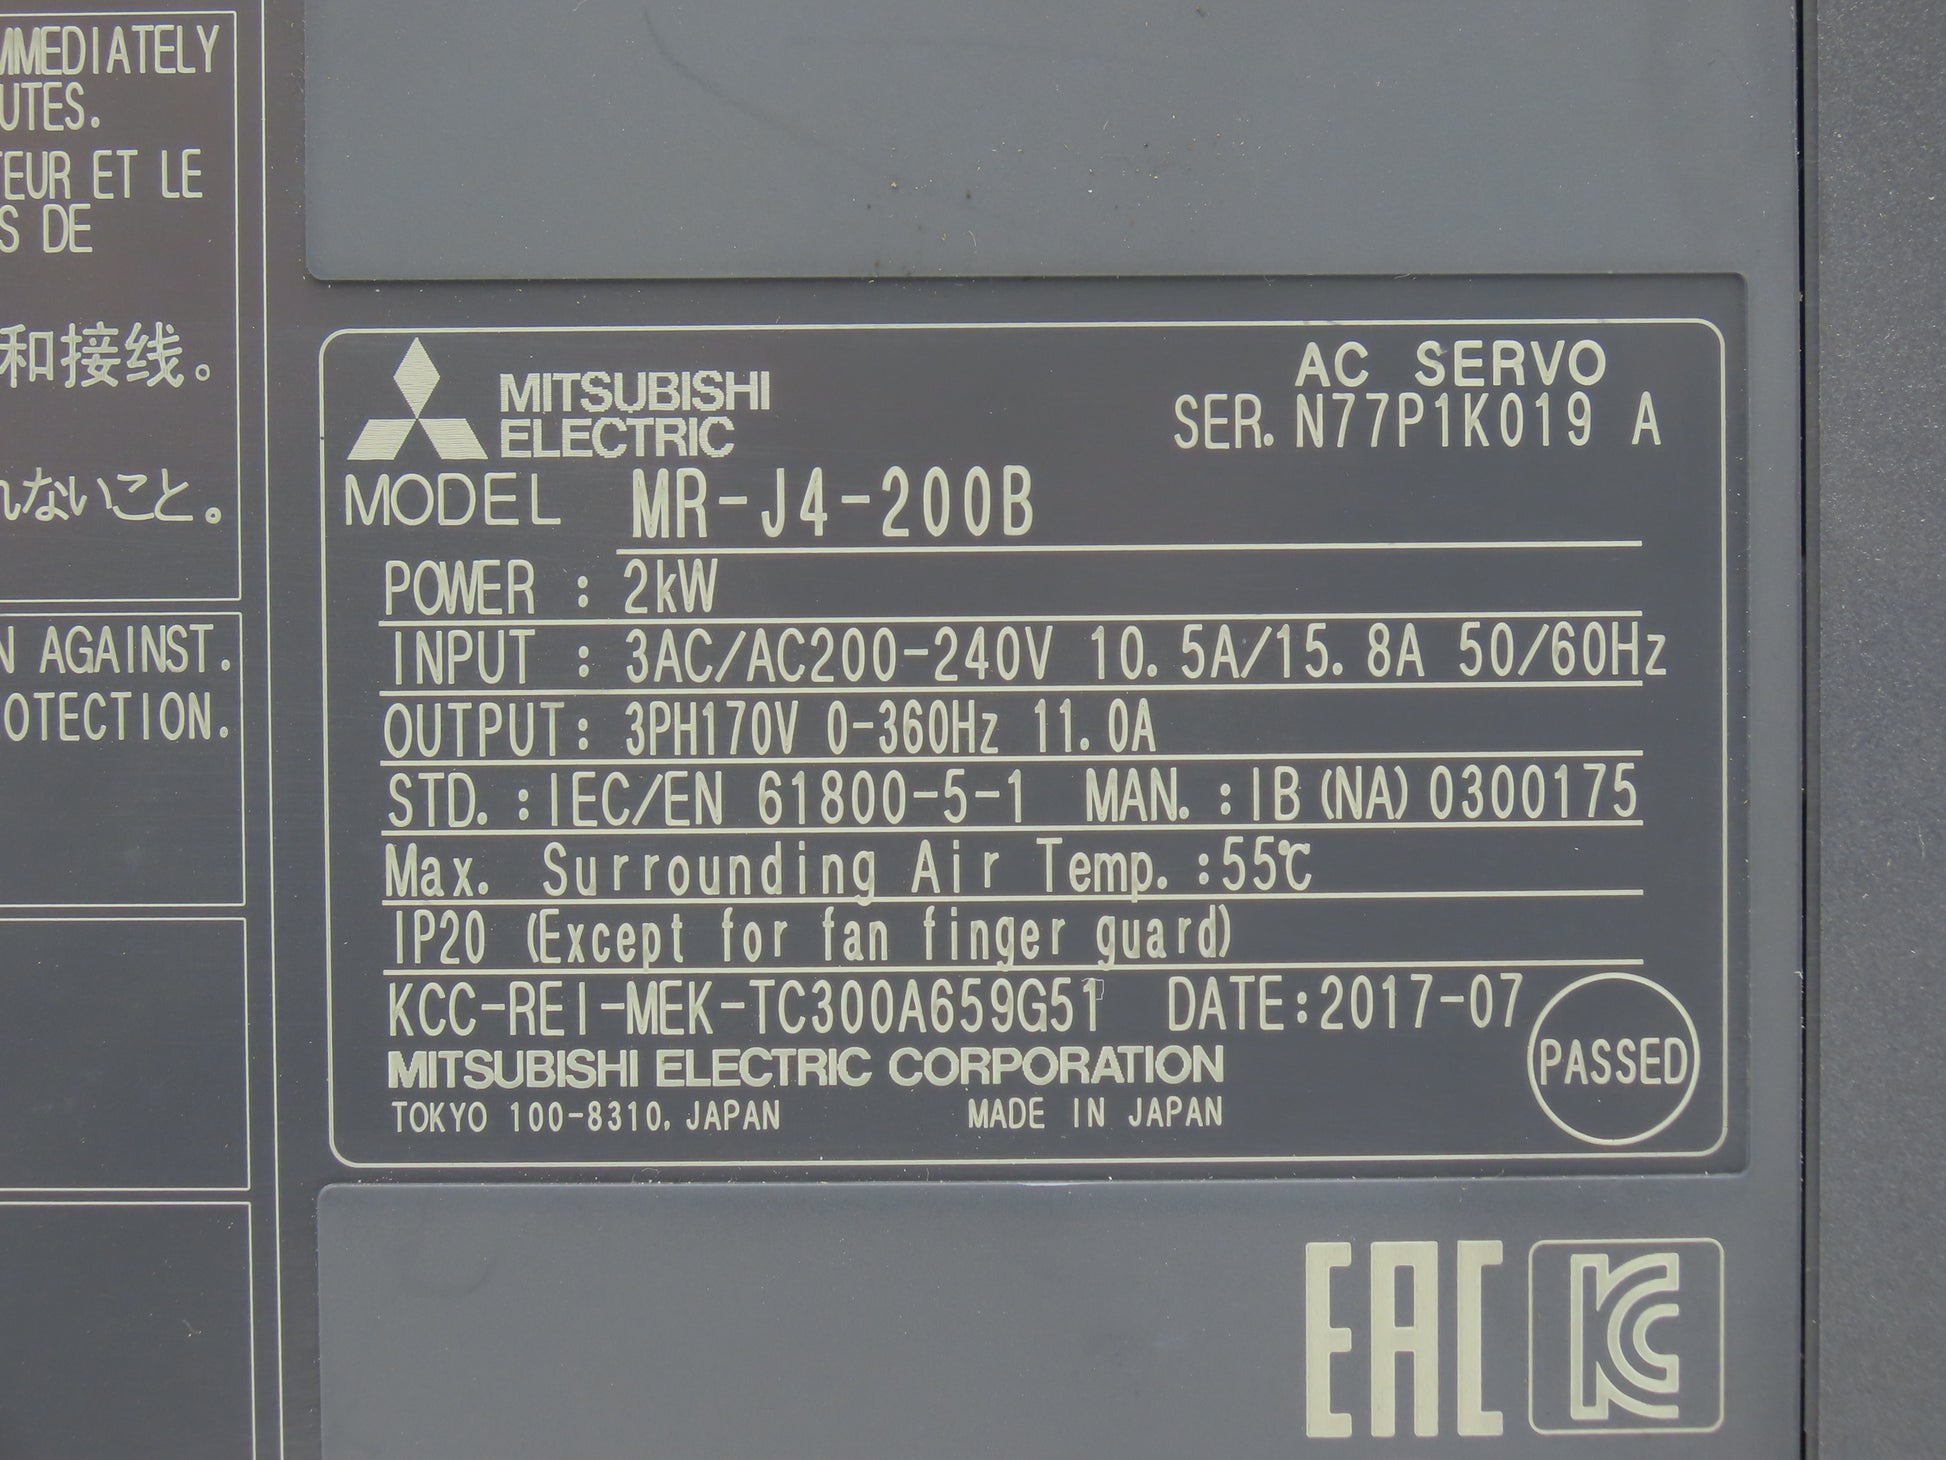 MMEDIATELY
UTES.
TEUR ET LE
S DE
和接线。
れないこと。
N AGAINST.
OTECTION.
MITSUBISHI
ELECTRIC
AC SERVO
SER. N77P1K019 A
MODEL MR-J4-200B
POWER : 2kW
INPUT : 3AC/AC200-240V 10.5A/15.8A 50/60Hz
OUTPUT: 3PH170V 0-360Hz 11.0A
STD. : IEC/EN 61800-5-1 MAN. : IB(NA)0300175
Max. Surrounding Air Temp. :55℃
IP20 (Except for fan finger guard)
KCC-REI-MEK-TC300A659G51 DATE:2017-07
PASSED
MITSUBISHI ELECTRIC CORPORATION
TOKYO 100-8310, JAPAN MADE IN JAPAN
EAC KC